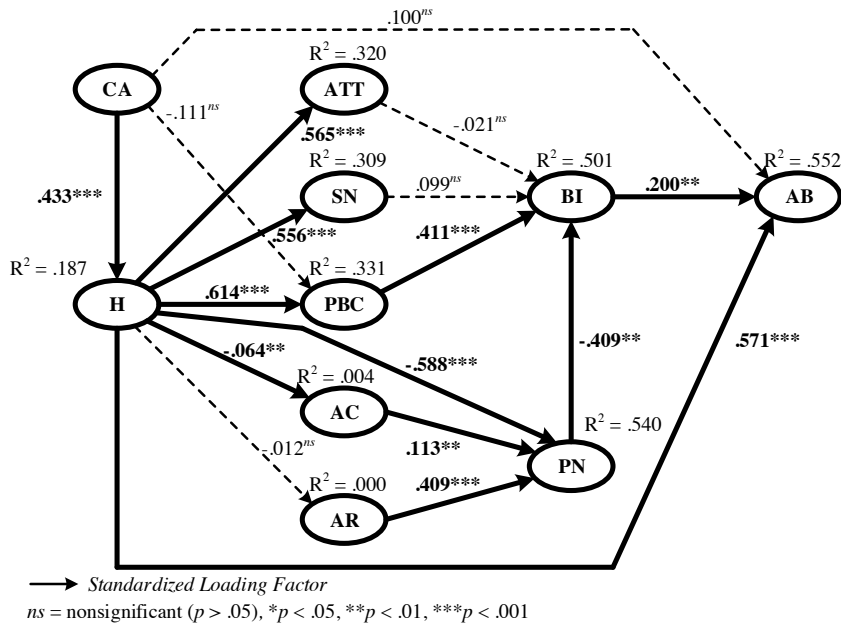 .100ns
R² = .320
CA
ATT
-.111ns
.565***
-.021ns
R² = .309
R² = .501
R² = .552
.433***
SN
.099ns
BI
.200**
AB
.556***
R² = .187
R² = .331
.411***
H
.614***
PBC
-.064**
-.588***
-.409**
.571***
R² = .004
AC
R² = .540
-.012ns
.113**
PN
R² = .000
.409***
AR
Standardized Loading Factor
ns = nonsignificant (p > .05), *p < .05, **p < .01, ***p < .001